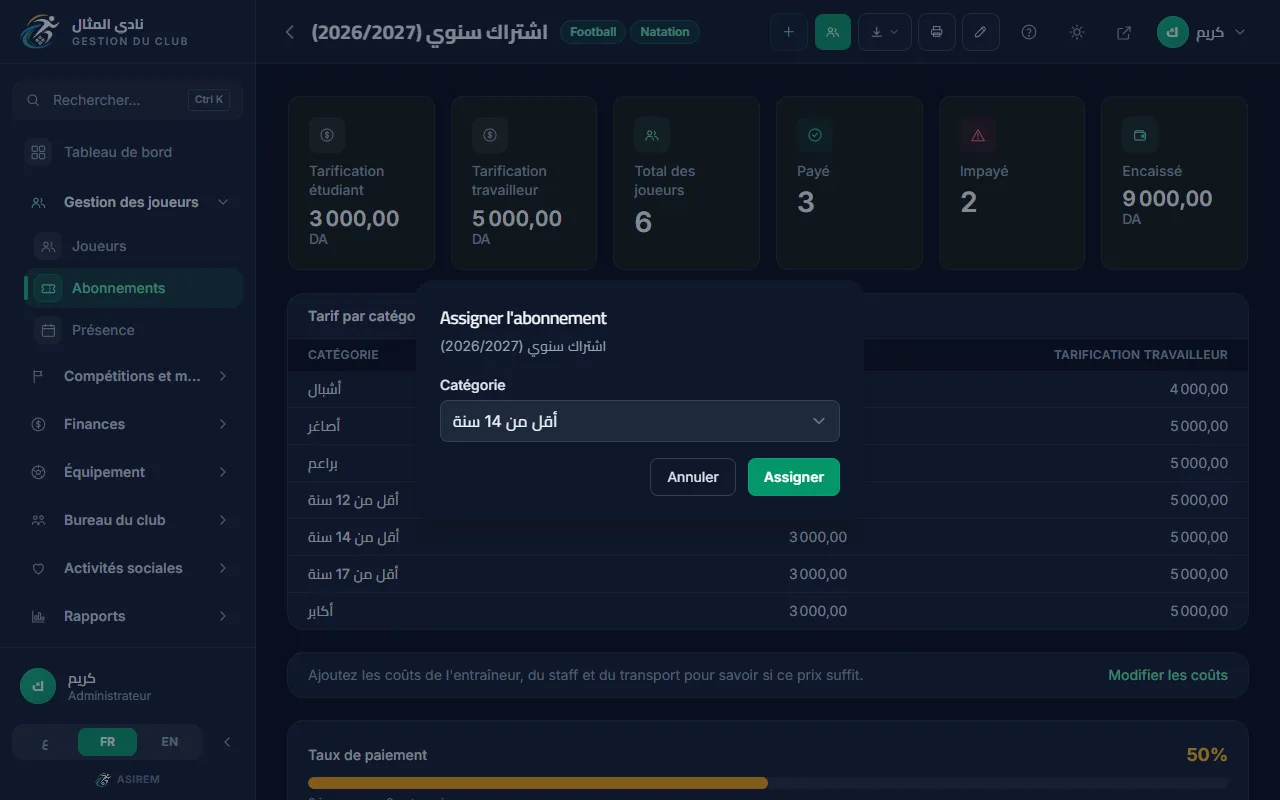 نادي المثال
GESTION DU CLUB
Rechercher...
Ctrl K
Tableau de bord
Gestion des joueurs
Joueurs
Abonnements
Présence
Compétitions et m...
Finances
Équipement
Bureau du club
Activités sociales
Rapports
كريم
Administrateur
ع
FR
EN
ASIREM
اشتراك سنوي (2026/2027)
Football
Natation
ك
كريم
Tarification étudiant
3 000,00
DA
Tarification travailleur
5 000,00
DA
Total des joueurs
6
Payé
3
Impayé
2
Encaissé
9 000,00
DA
Tarif par catégo
CATÉGORIE
TARIFICATION TRAVAILLEUR
أشبال
4 000,00
أصاغر
5 000,00
براعم
5 000,00
أقل من 12 سنة
5 000,00
أقل من 14 سنة
3 000,00
5 000,00
أقل من 17 سنة
3 000,00
5 000,00
أكابر
3 000,00
5 000,00
Assigner l'abonnement
اشتراك سنوي (2026/2027)
Catégorie
أقل من 14 سنة
Annuler
Assigner
Ajoutez les coûts de l'entraîneur, du staff et du transport pour savoir si ce prix suffit.
Modifier les coûts
Taux de paiement
50%